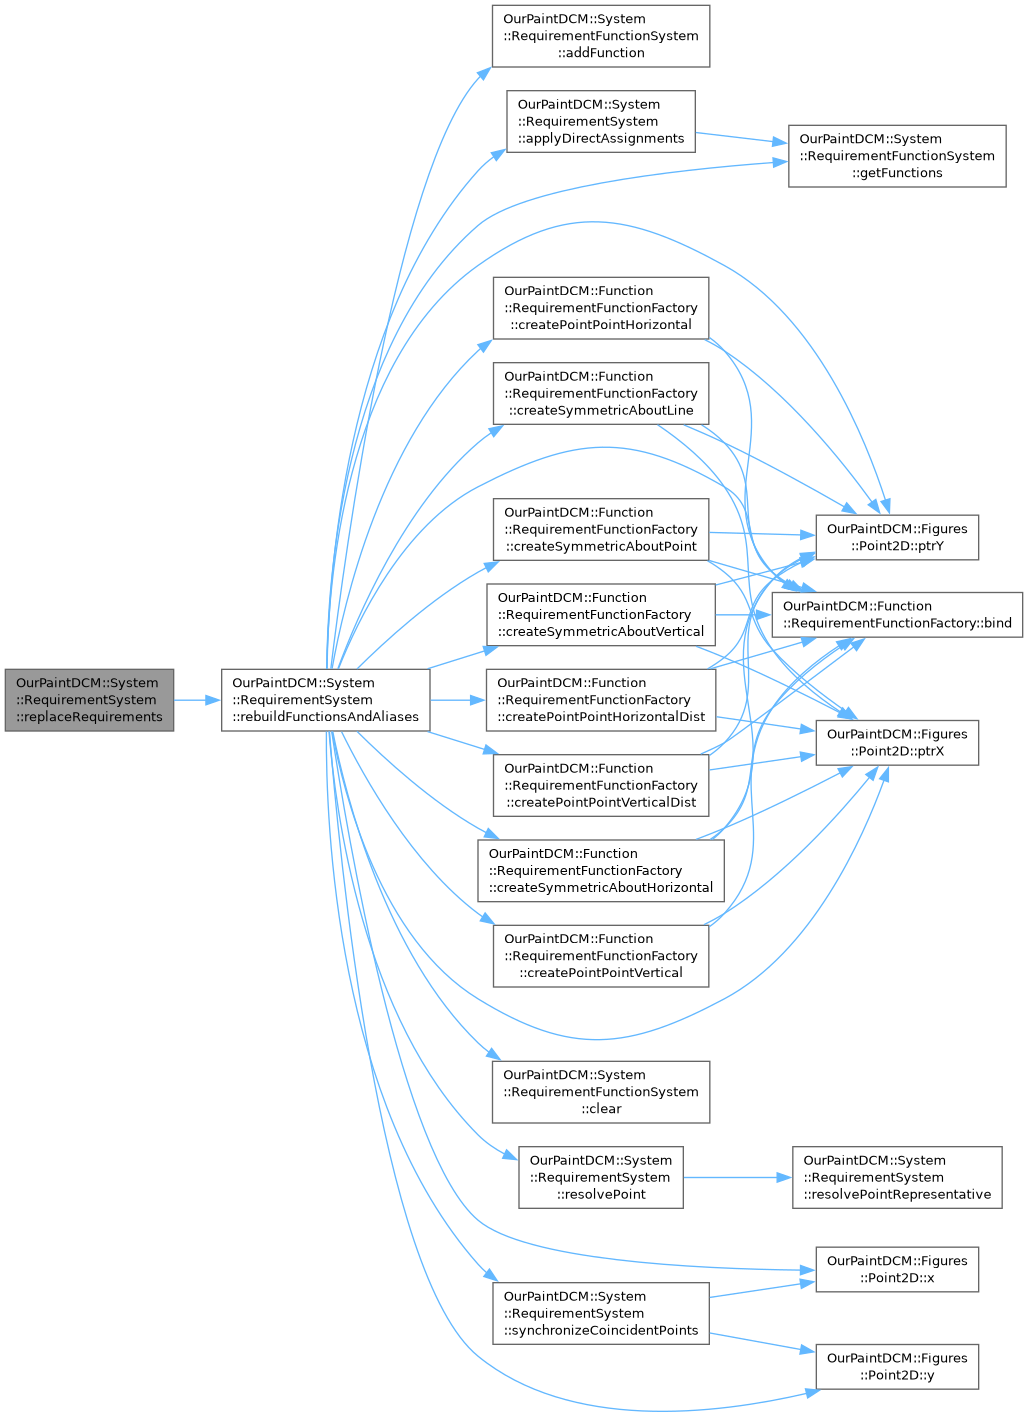 OurPaintDCM::System
::RequirementFunctionSystem
::addFunction
OurPaintDCM::System
::RequirementSystem
::applyDirectAssignments
OurPaintDCM::System
::RequirementFunctionSystem
::getFunctions
OurPaintDCM::Function
::RequirementFunctionFactory
::createPointPointHorizontal
OurPaintDCM::Function
::RequirementFunctionFactory
::createSymmetricAboutLine
OurPaintDCM::Function
::RequirementFunctionFactory
::createSymmetricAboutPoint
OurPaintDCM::Figures
::Point2D::ptrY
OurPaintDCM::Function
::RequirementFunctionFactory
::createSymmetricAboutVertical
OurPaintDCM::Function
::RequirementFunctionFactory::bind
OurPaintDCM::System
::RequirementSystem
::replaceRequirements
OurPaintDCM::System
::RequirementSystem
::rebuildFunctionsAndAliases
OurPaintDCM::Function
::RequirementFunctionFactory
::createPointPointHorizontalDist
OurPaintDCM::Figures
::Point2D::ptrX
OurPaintDCM::Function
::RequirementFunctionFactory
::createPointPointVerticalDist
OurPaintDCM::Function
::RequirementFunctionFactory
::createSymmetricAboutHorizontal
OurPaintDCM::Function
::RequirementFunctionFactory
::createPointPointVertical
OurPaintDCM::System
::RequirementFunctionSystem
::clear
OurPaintDCM::System
::RequirementSystem
::resolvePoint
OurPaintDCM::System
::RequirementSystem
::resolvePointRepresentative
OurPaintDCM::Figures
::Point2D::x
OurPaintDCM::System
::RequirementSystem
::synchronizeCoincidentPoints
OurPaintDCM::Figures
::Point2D::y